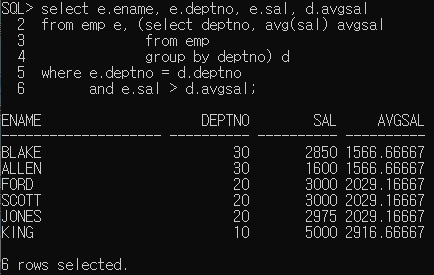 SQL> select e.ename, e.deptno, e.sal, d.avgsal
  2  from emp e, (select deptno, avg(sal) avgsal
  3               from emp
  4               group by deptno) d
  5  where e.deptno = d.deptno
  6        and e.sal > d.avgsal;
ENAME                    DEPTNO        SAL     AVGSAL
-------------------- ---------- ---------- ----------
BLAKE                        30       2850 1566.66667
ALLEN                        30       1600 1566.66667
FORD                         20       3000 2029.16667
SCOTT                        20       3000 2029.16667
JONES                        20       2975 2029.16667
KING                         10       5000 2916.66667
6 rows selected.